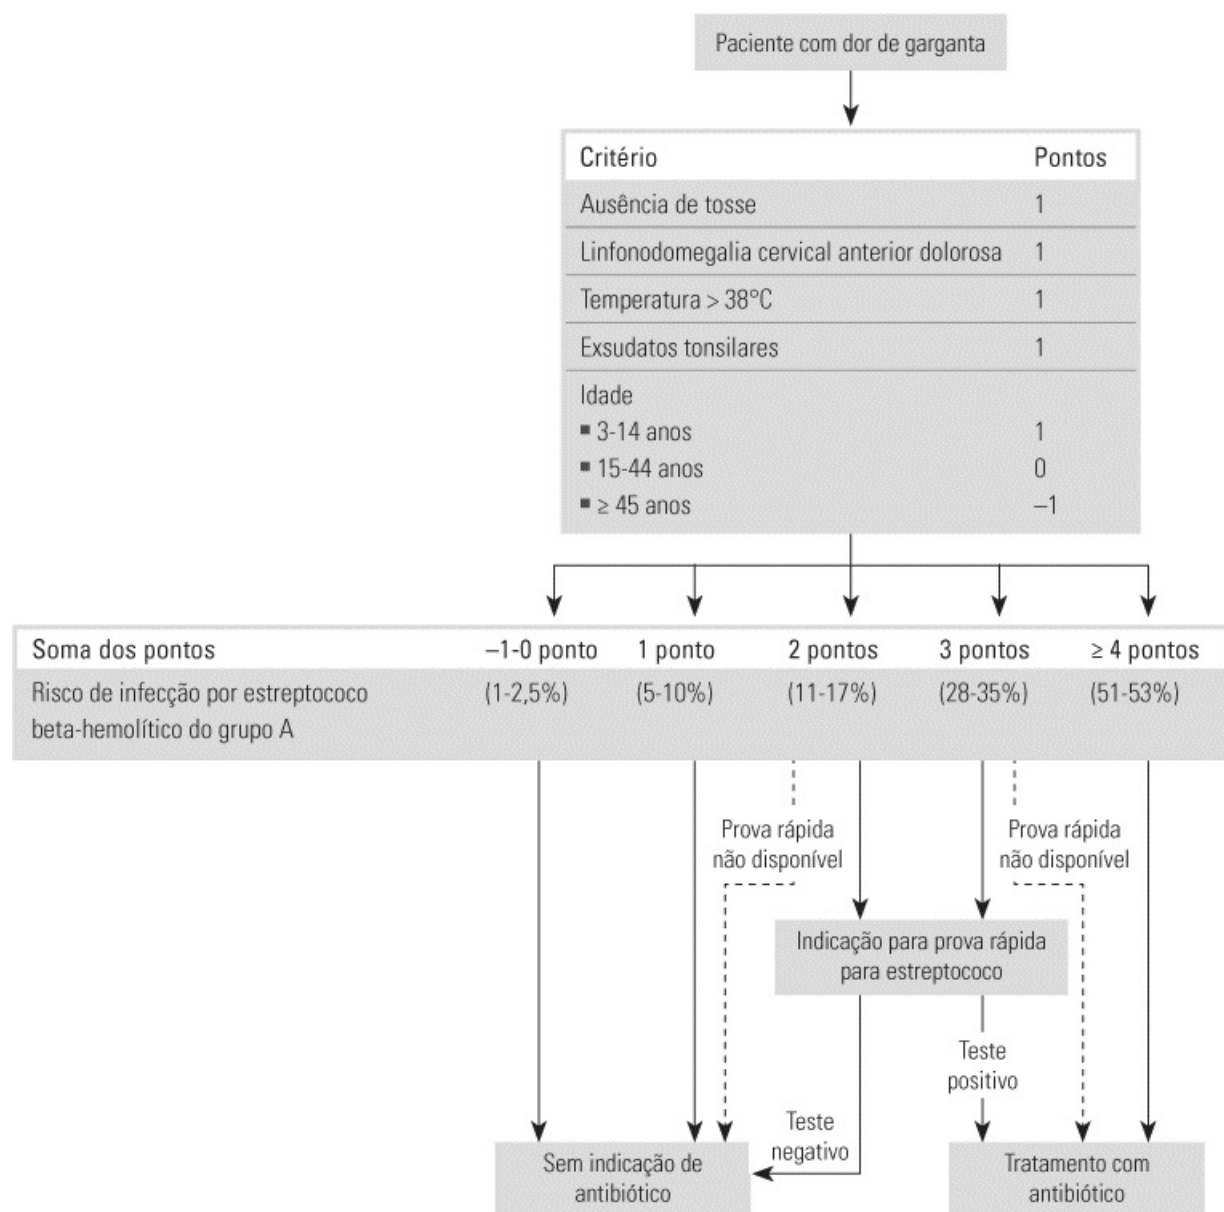 Paciente com dor de garganta
Critério Pontos
Ausência de tosse 1
Linfonodomegalia cervical anterior dolorosa 1
Temperatura > 38°C 1
Exsudatos tonsilares 1
Idade
▪ 3-14 anos 1
▪ 15-44 anos 0
▪ ≥ 45 anos –1
Soma dos pontos –1-0 ponto 1 ponto 2 pontos 3 pontos ≥ 4 pontos
Risco de infecção por estreptococo (1-2,5%) (5-10%) (11-17%) (28-35%) (51-53%)
beta-hemolítico do grupo A
Prova rápida
não disponível
Prova rápida
não disponível
Indicação para prova rápida
para estreptococo
Teste
positivo
Teste
negativo
Sem indicação de
antibiótico
Tratamento com
antibiótico